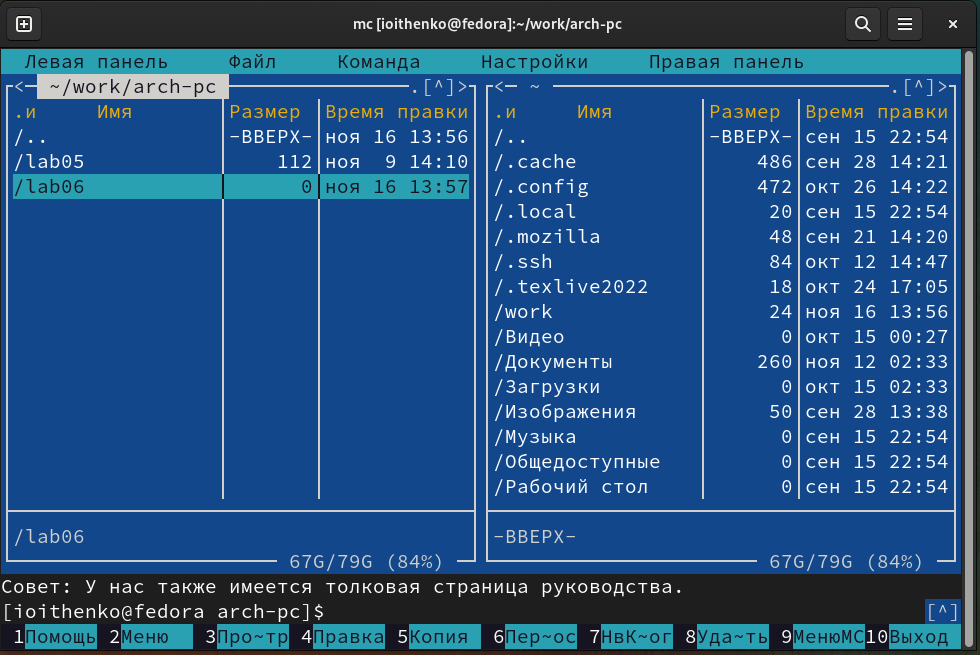 mc [ioithenko@fedora]:~/work/arch-pc
Левая панель Файл Команда Настройки Правая панель
<─ ~/work/arch-pc .[^]> <─ ~ .[^]>
.и Имя Размер Время правки .и Имя Размер Время правки
/.. -ВВЕРХ- ноя 16 13:56 /.. -ВВЕРХ- сен 15 22:54
/lab05 112 ноя 9 14:10 /.cache 486 сен 28 14:21
/lab06 0 ноя 16 13:57 /.config 472 окт 26 14:22
/.local 20 сен 15 22:54
/.mozilla 48 сен 21 14:20
/.ssh 84 окт 12 14:47
/.texlive2022 18 окт 24 17:05
/work 24 ноя 16 13:56
/Видео 0 окт 15 00:27
/Документы 260 ноя 12 02:33
/Загрузки 0 окт 15 02:33
/Изображения 50 сен 28 13:38
/Музыка 0 сен 15 22:54
/Общедоступные 0 сен 15 22:54
/Рабочий стол 0 сен 15 22:54
/lab06 -ВВЕРХ-
67G/79G (84%) 67G/79G (84%)
Совет: У нас также имеется толковая страница руководства.
[ioithenko@fedora arch-pc]$ [^]
1Помощь 2Меню 3Про~тр 4Правка 5Копия 6Пер~ос 7НвК~ог 8Уда~ть 9МенюМС 10Выход